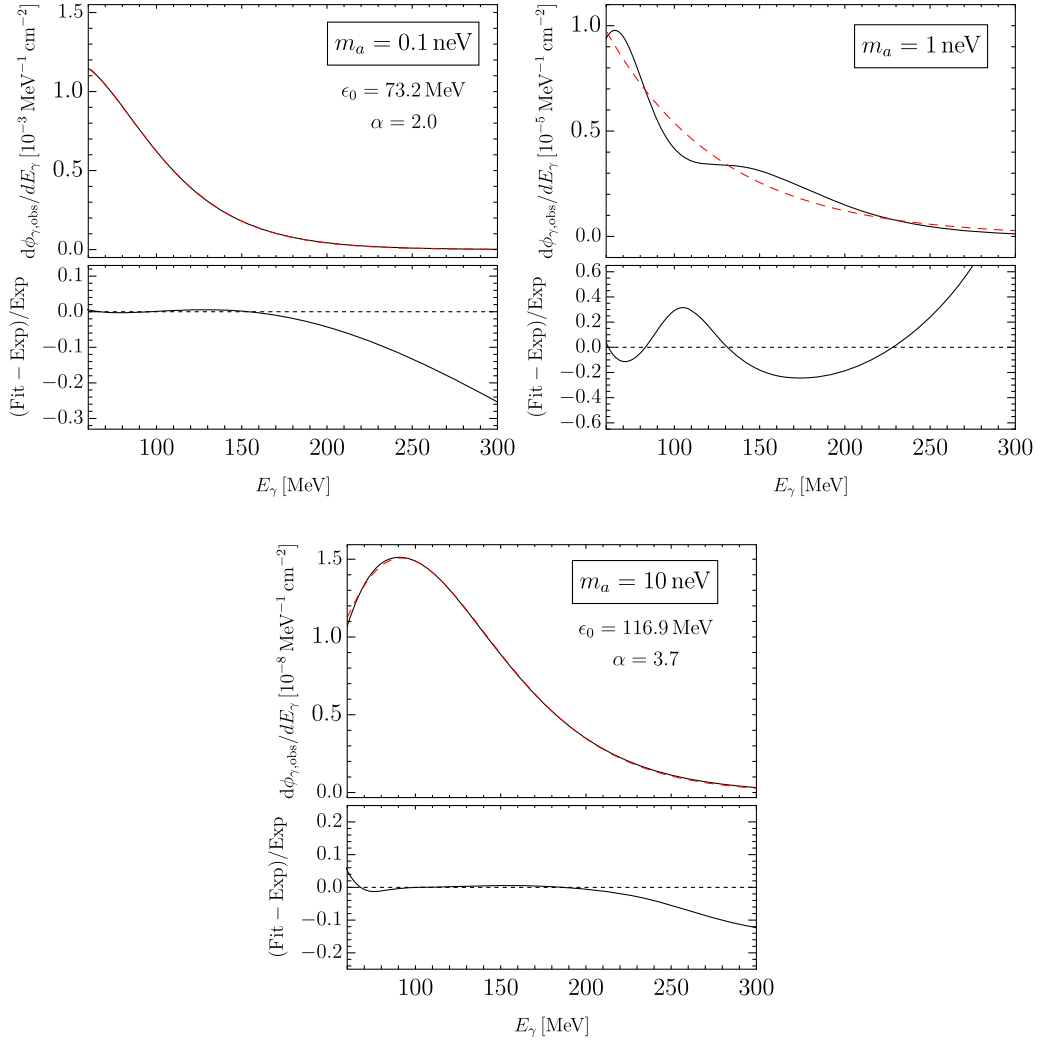 1.5
1.0
0.5
0.0
dϕ_{γ,obs}/dE_γ [10⁻³ MeV⁻¹ cm⁻²]
m_a = 0.1 neV
ϵ₀ = 73.2 MeV
α = 2.0
0.1
0.0
−0.1
−0.2
−0.3
(Fit − Exp)/Exp
100 150 200 250 300
E_γ [MeV]
1.0
0.5
0.0
dϕ_{γ,obs}/dE_γ [10⁻⁵ MeV⁻¹ cm⁻²]
m_a = 1 neV
0.6
0.4
0.2
0.0
−0.2
−0.4
−0.6
(Fit − Exp)/Exp
100 150 200 250 300
E_γ [MeV]
1.5
1.0
0.5
0.0
dϕ_{γ,obs}/dE_γ [10⁻⁸ MeV⁻¹ cm⁻²]
m_a = 10 neV
ϵ₀ = 116.9 MeV
α = 3.7
0.2
0.1
0.0
−0.1
−0.2
(Fit − Exp)/Exp
100 150 200 250 300
E_γ [MeV]